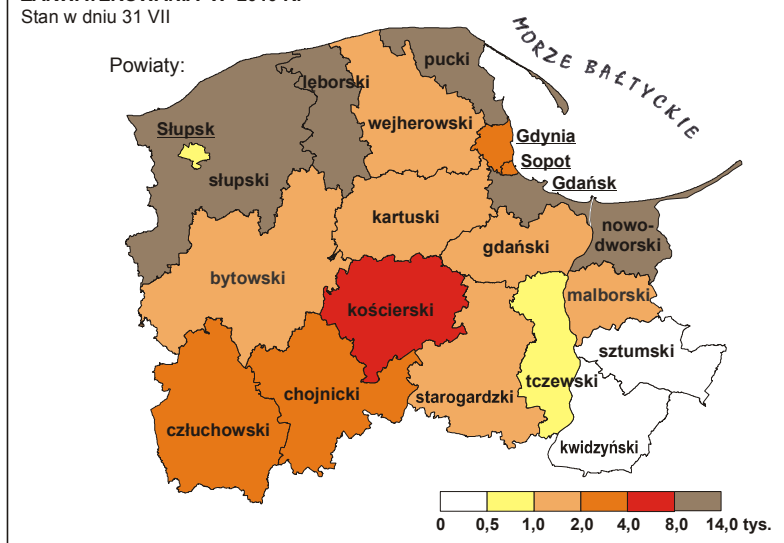 Stan w dniu 31 VII
Powiaty:
MORZE BAŁTYCKIE
pucki
lęborski
wejherowski
Słupsk
Gdynia
Sopot
Gdańsk
słupski
kartuski
nowo-
dworski
gdański
bytowski
malborski
kościerski
sztumski
chojnicki
tczewski
starogardzki
człuchowski
kwidzyński
0 0,5 1,0 2,0 4,0 8,0 14,0 tys.